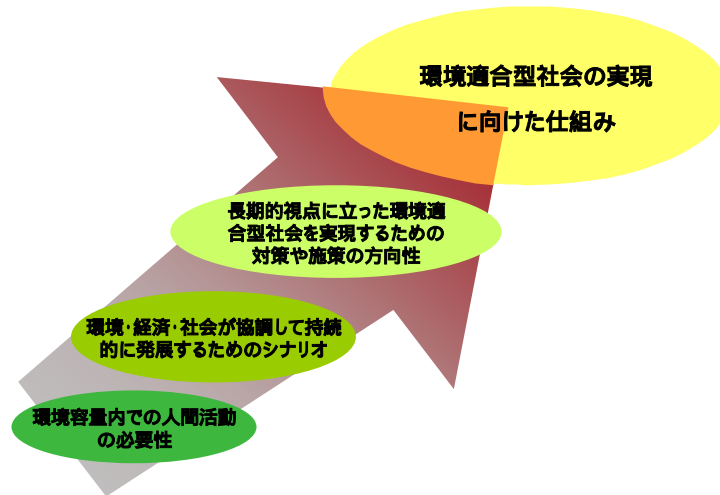 環境適合型社会の実現
に向けた仕組み
長期的視点に立った環境適
合型社会を実現するための
対策や施策の方向性
環境・経済・社会が協調して持続
的に発展するためのシナリオ
環境容量内での人間活動
の必要性